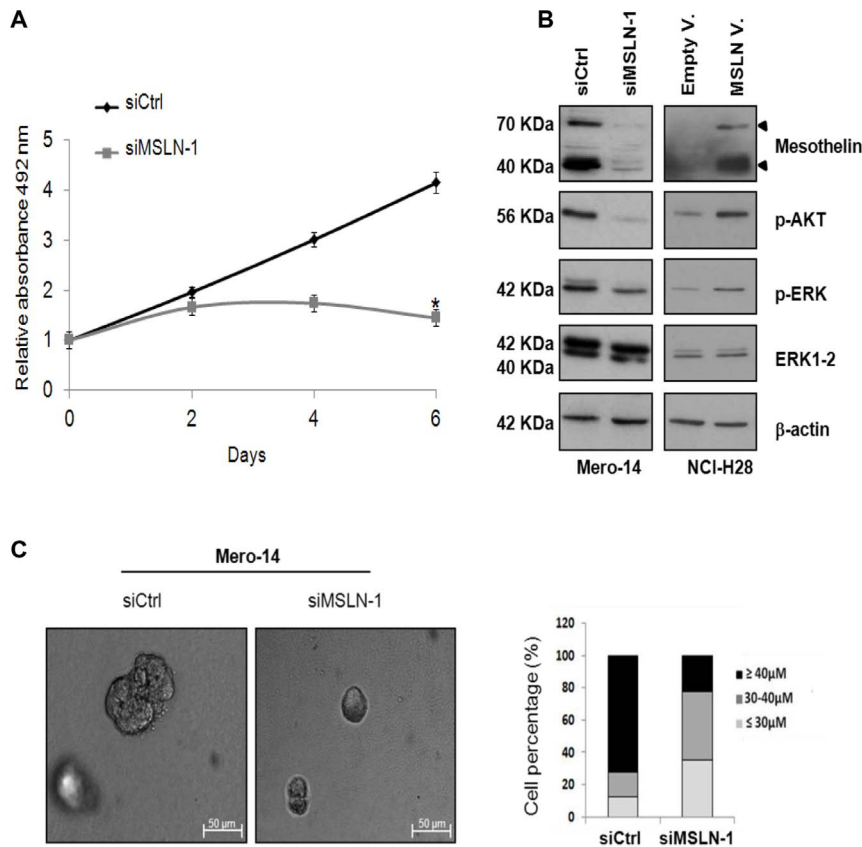 A
siCtrl
siMSLN-1
Relative absorbance 492 nm
5
4
3
2
1
0
*
0 2 4 6
Days
B
siCtrl siMSLN-1 Empty V. MSLN V.
70 KDa
40 KDa
Mesothelin
56 KDa
p-AKT
42 KDa
p-ERK
42 KDa
40 KDa
ERK1-2
42 KDa
β-actin
Mero-14 NCI-H28
C
Mero-14
siCtrl siMSLN-1
50 µm
50 µm
Cell percentage (%)
120
100
80
60
40
20
0
≥ 40µM
30-40µM
≤ 30µM
siCtrl siMSLN-1